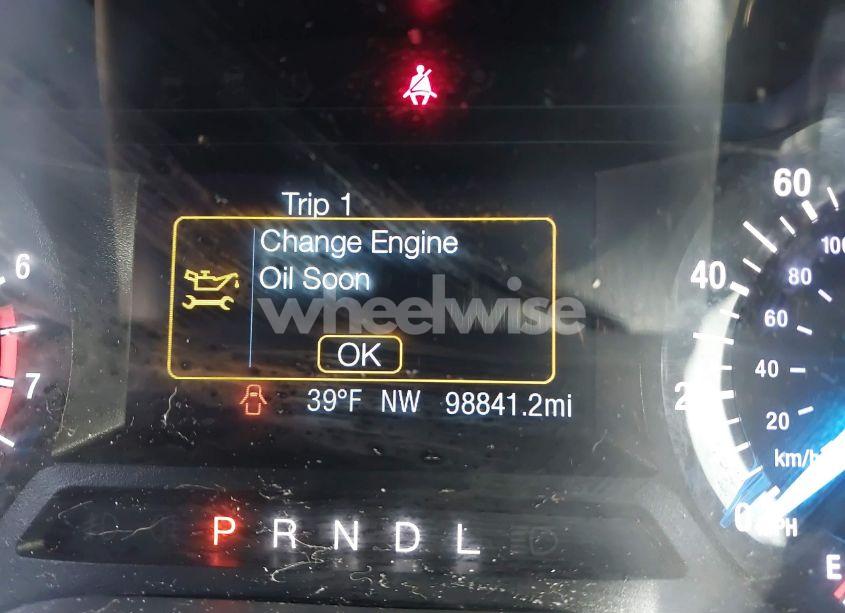 Trip 1
Change Engine
Oil Soon
wheelwise
OK
39°F NW 98841.2mi
P R N D L
6
7
60
40
100
80
60
40
20
km/h
0
MPH
E